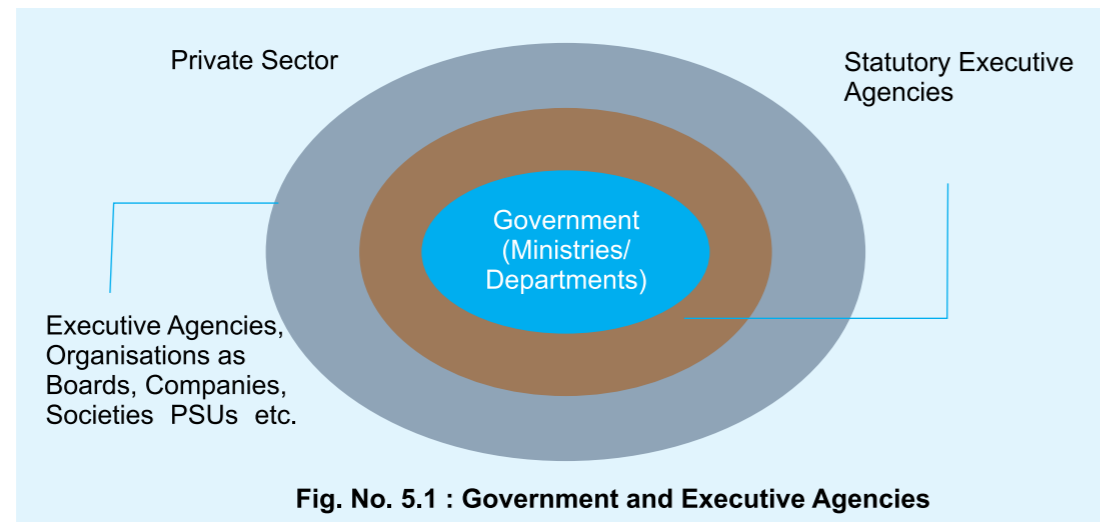 Private Sector
Statutory Executive
Agencies
Government
(Ministries/
Departments)
Executive Agencies,
Organisations as
Boards, Companies,
Societies PSUs etc.
Fig. No. 5.1 : Government and Executive Agencies